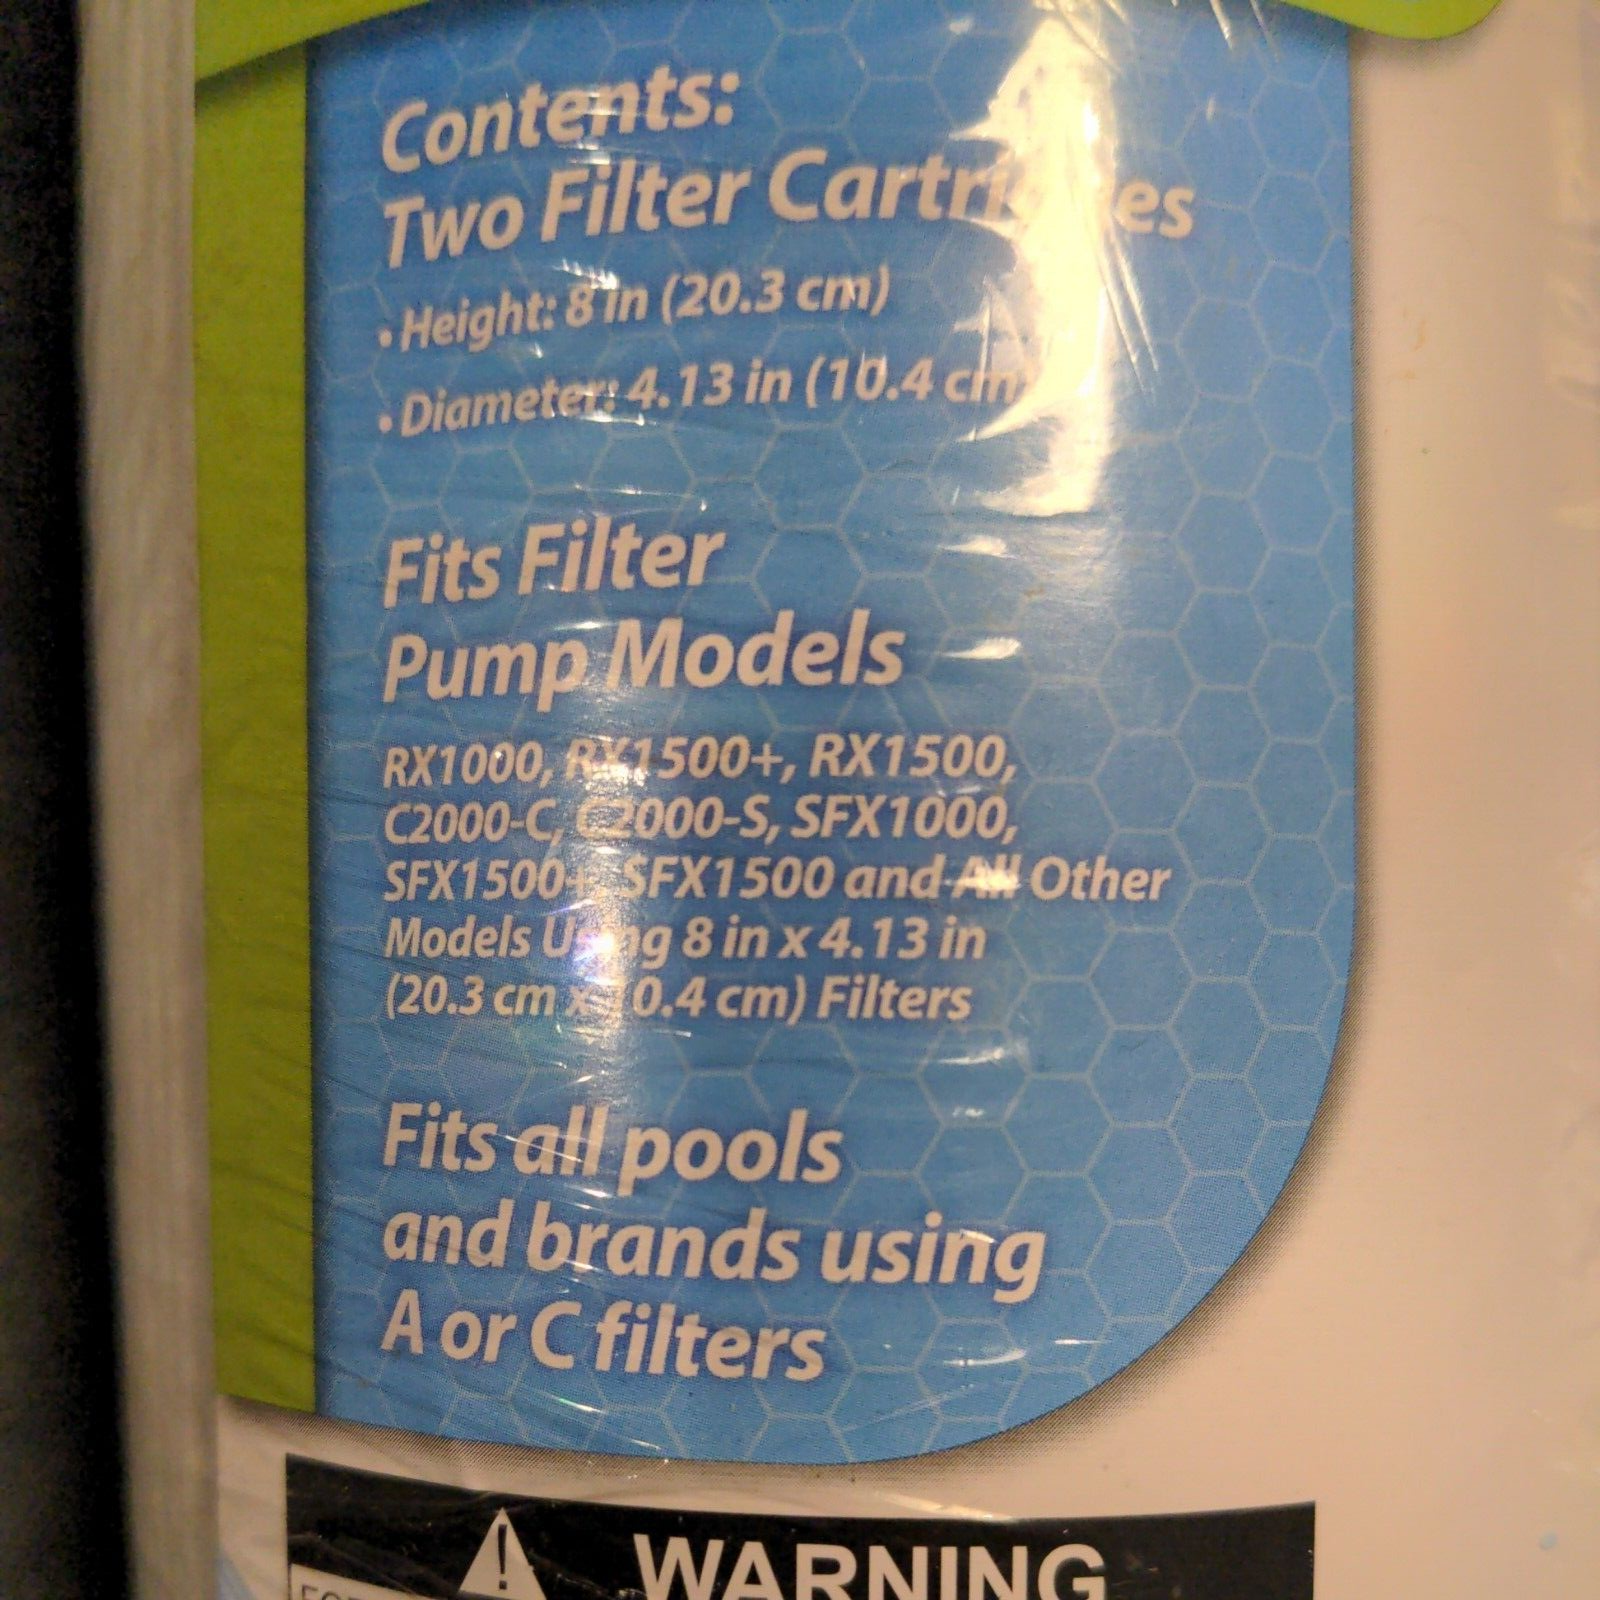 Contents:
Two Filter Cartridges
• Height: 8 in (20.3 cm)
• Diameter: 4.13 in (10.4 cm)
Fits Filter
Pump Models
RX1000, RX1500+, RX1500,
C2000-C, C2000-S, SFX1000,
SFX1500+, SFX1500 and All Other
Models Using 8 in x 4.13 in
(20.3 cm x 10.4 cm) Filters
Fits all pools
and brands using
A or C filters
WARNING